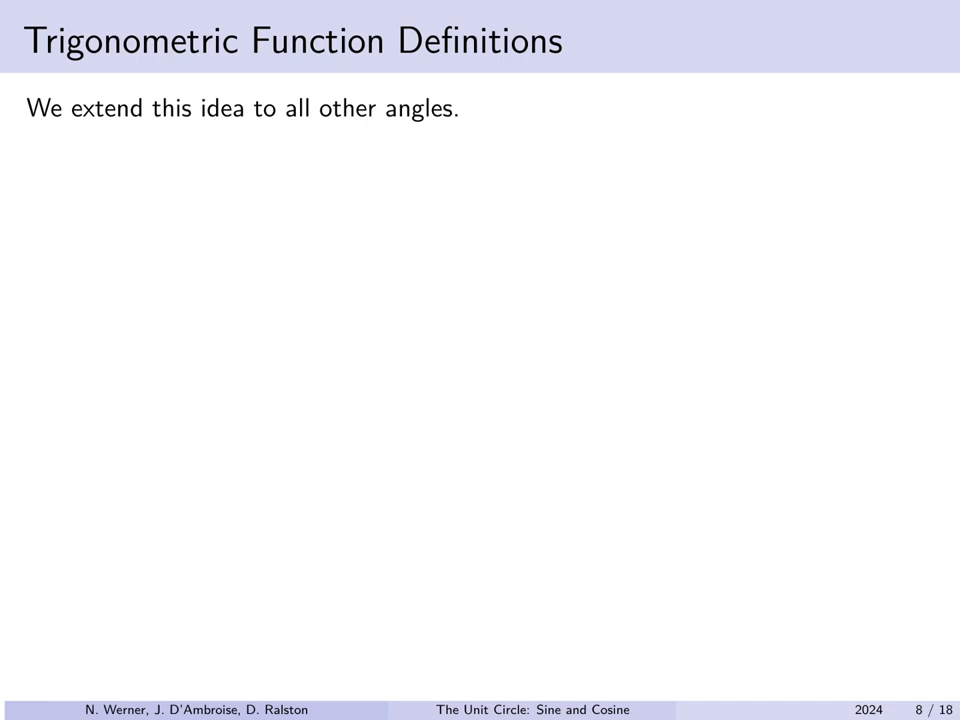 Trigonometric Function Definitions
We extend this idea to all other angles.
N. Werner, J. D'Ambroise, D. Ralston
The Unit Circle: Sine and Cosine
2024
8 / 18